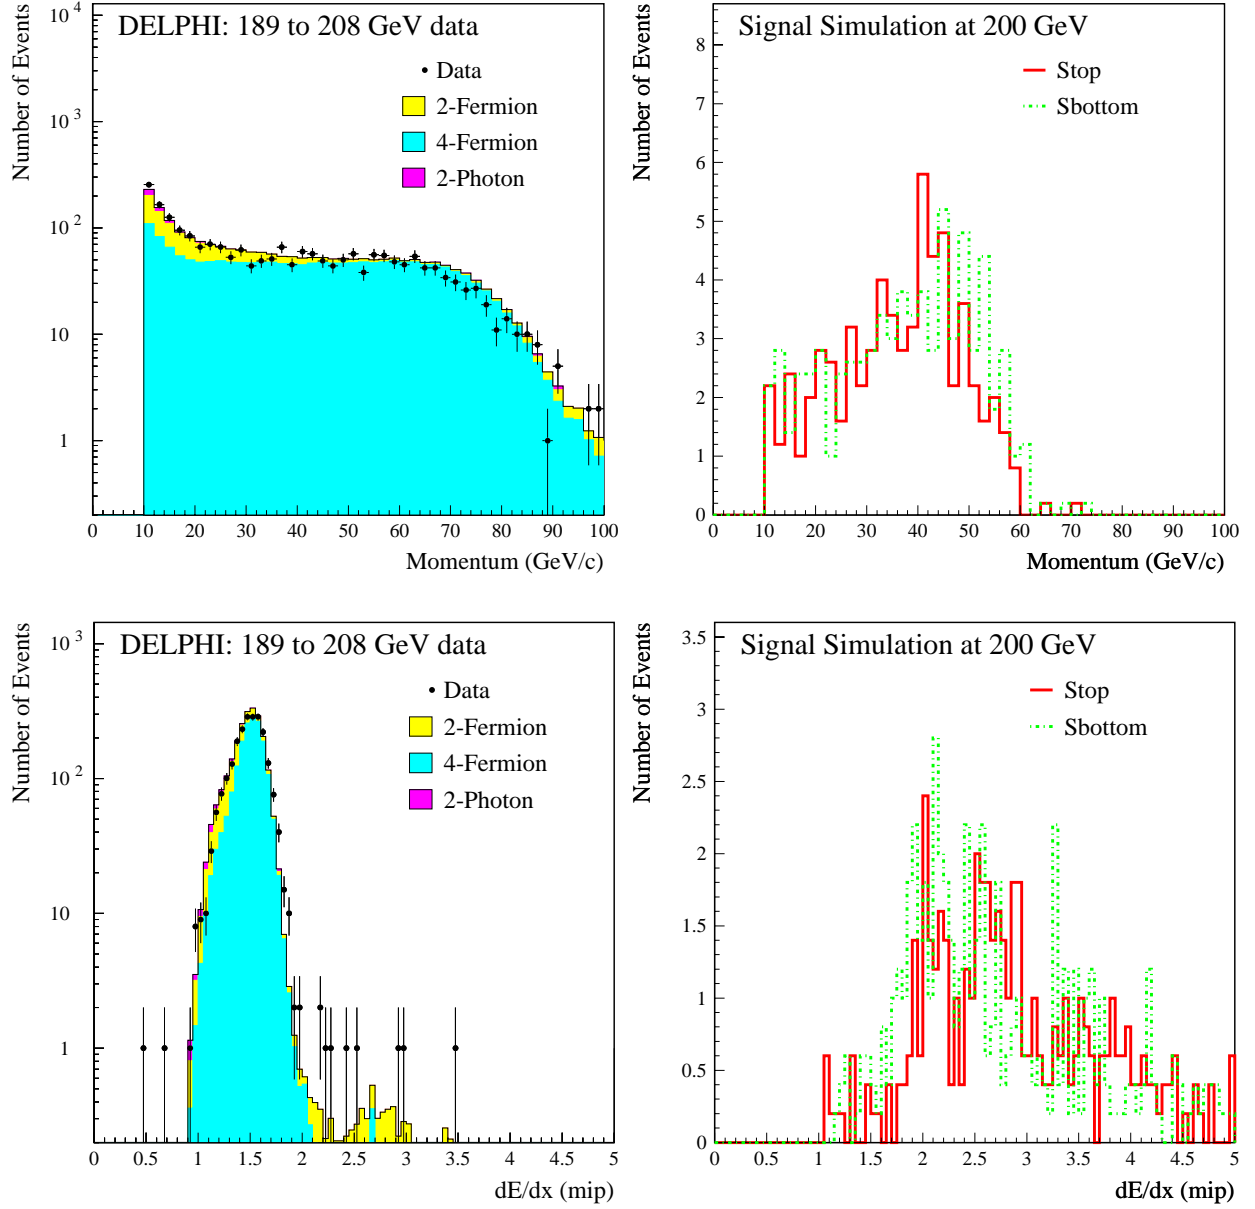 DELPHI: 189 to 208 GeV data
Number of Events
Data
2-Fermion
4-Fermion
2-Photon
10^4
10^3
10^2
10
1
0 10 20 30 40 50 60 70 80 90 100
Momentum (GeV/c)
Signal Simulation at 200 GeV
Number of Events
Stop
Sbottom
8
7
6
5
4
3
2
1
0
0 10 20 30 40 50 60 70 80 90 100
Momentum (GeV/c)
DELPHI: 189 to 208 GeV data
Number of Events
Data
2-Fermion
4-Fermion
2-Photon
10^3
10^2
10
1
0 0.5 1 1.5 2 2.5 3 3.5 4 4.5 5
dE/dx (mip)
Signal Simulation at 200 GeV
Number of Events
Stop
Sbottom
3.5
3
2.5
2
1.5
1
0.5
0
0 0.5 1 1.5 2 2.5 3 3.5 4 4.5 5
dE/dx (mip)